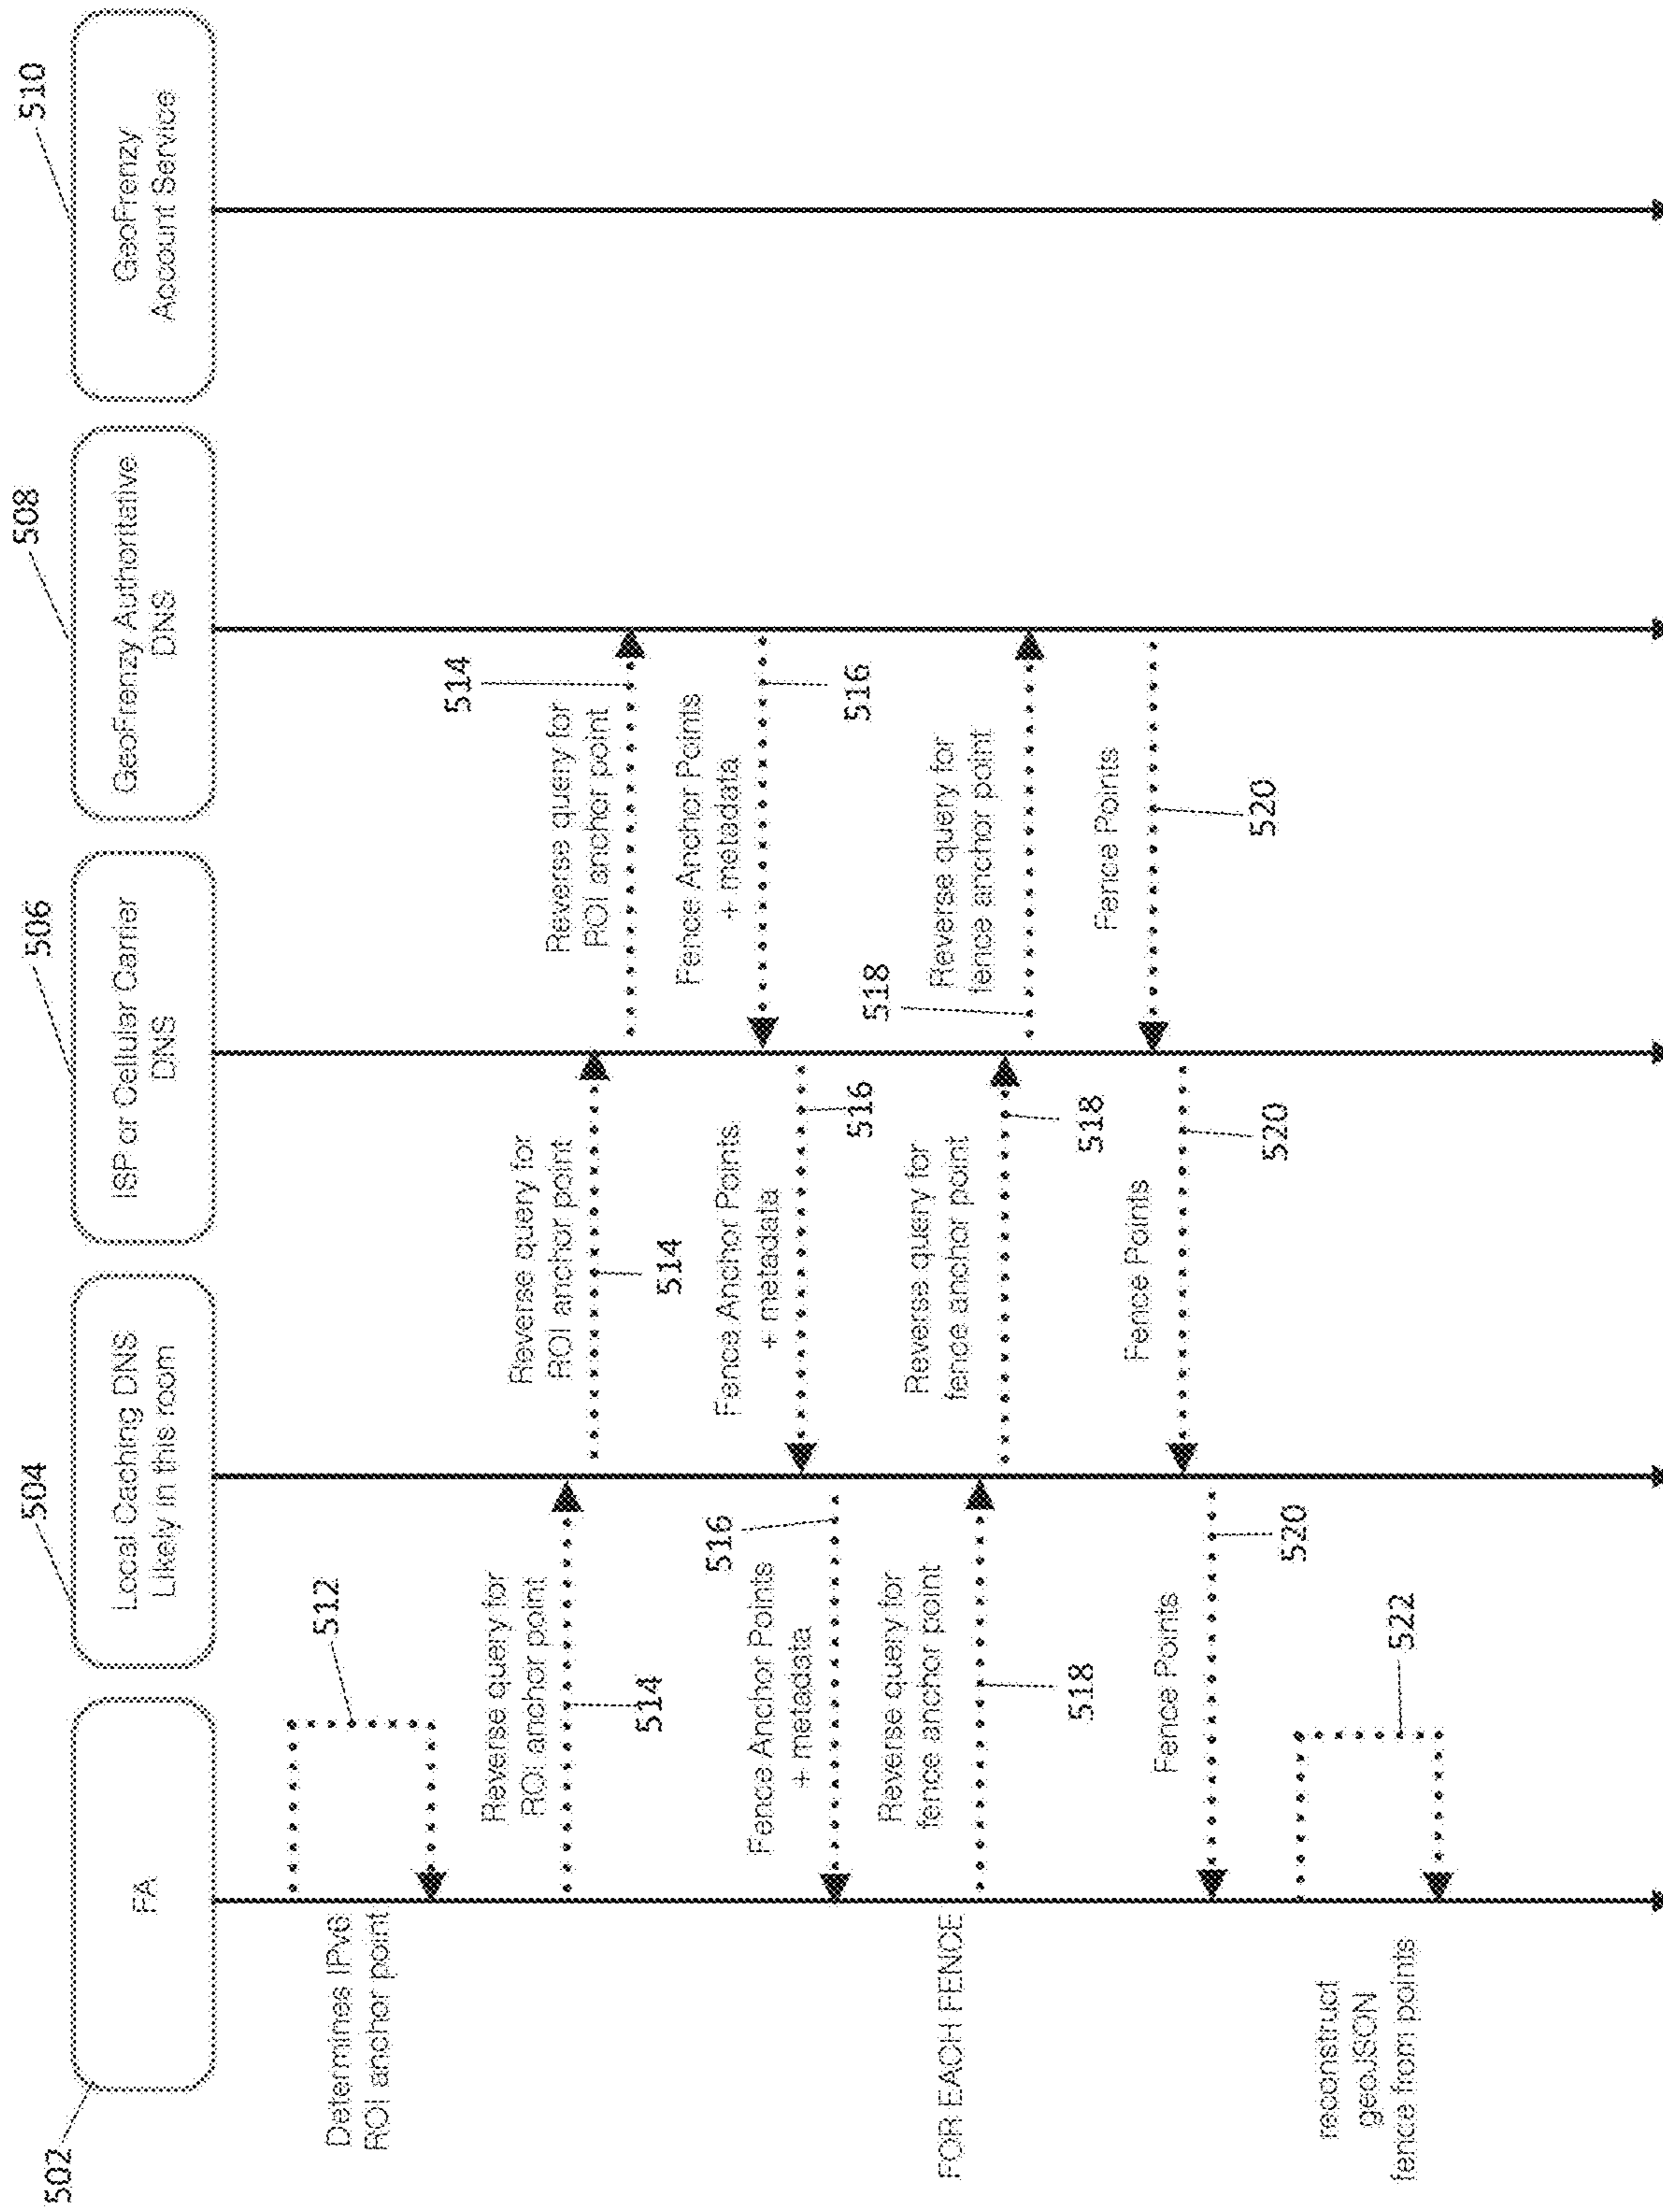 502
FA
504
Local Caching DNS
Likely in this room
506
ISP or Cellular Carrier
DNS
508
GeoFrenzy Authoritative
DNS
510
GeoFrenzy
Account Service
Determines IPv6
ROI anchor point
512
Reverse query for
ROI anchor point
514
Reverse query for
ROI anchor point
514
Reverse query for
ROI anchor point
514
Fence Anchor Points
+ metadata
516
Fence Anchor Points
+ metadata
516
Fence Anchor Points
+ metadata
516
FOR EACH FENCE
Reverse query for
fence anchor point
518
Reverse query for
fence anchor point
518
Reverse query for
fence anchor point
518
Fence Points
520
Fence Points
520
Fence Points
520
reconstruct
geoJSON
fence from points
522